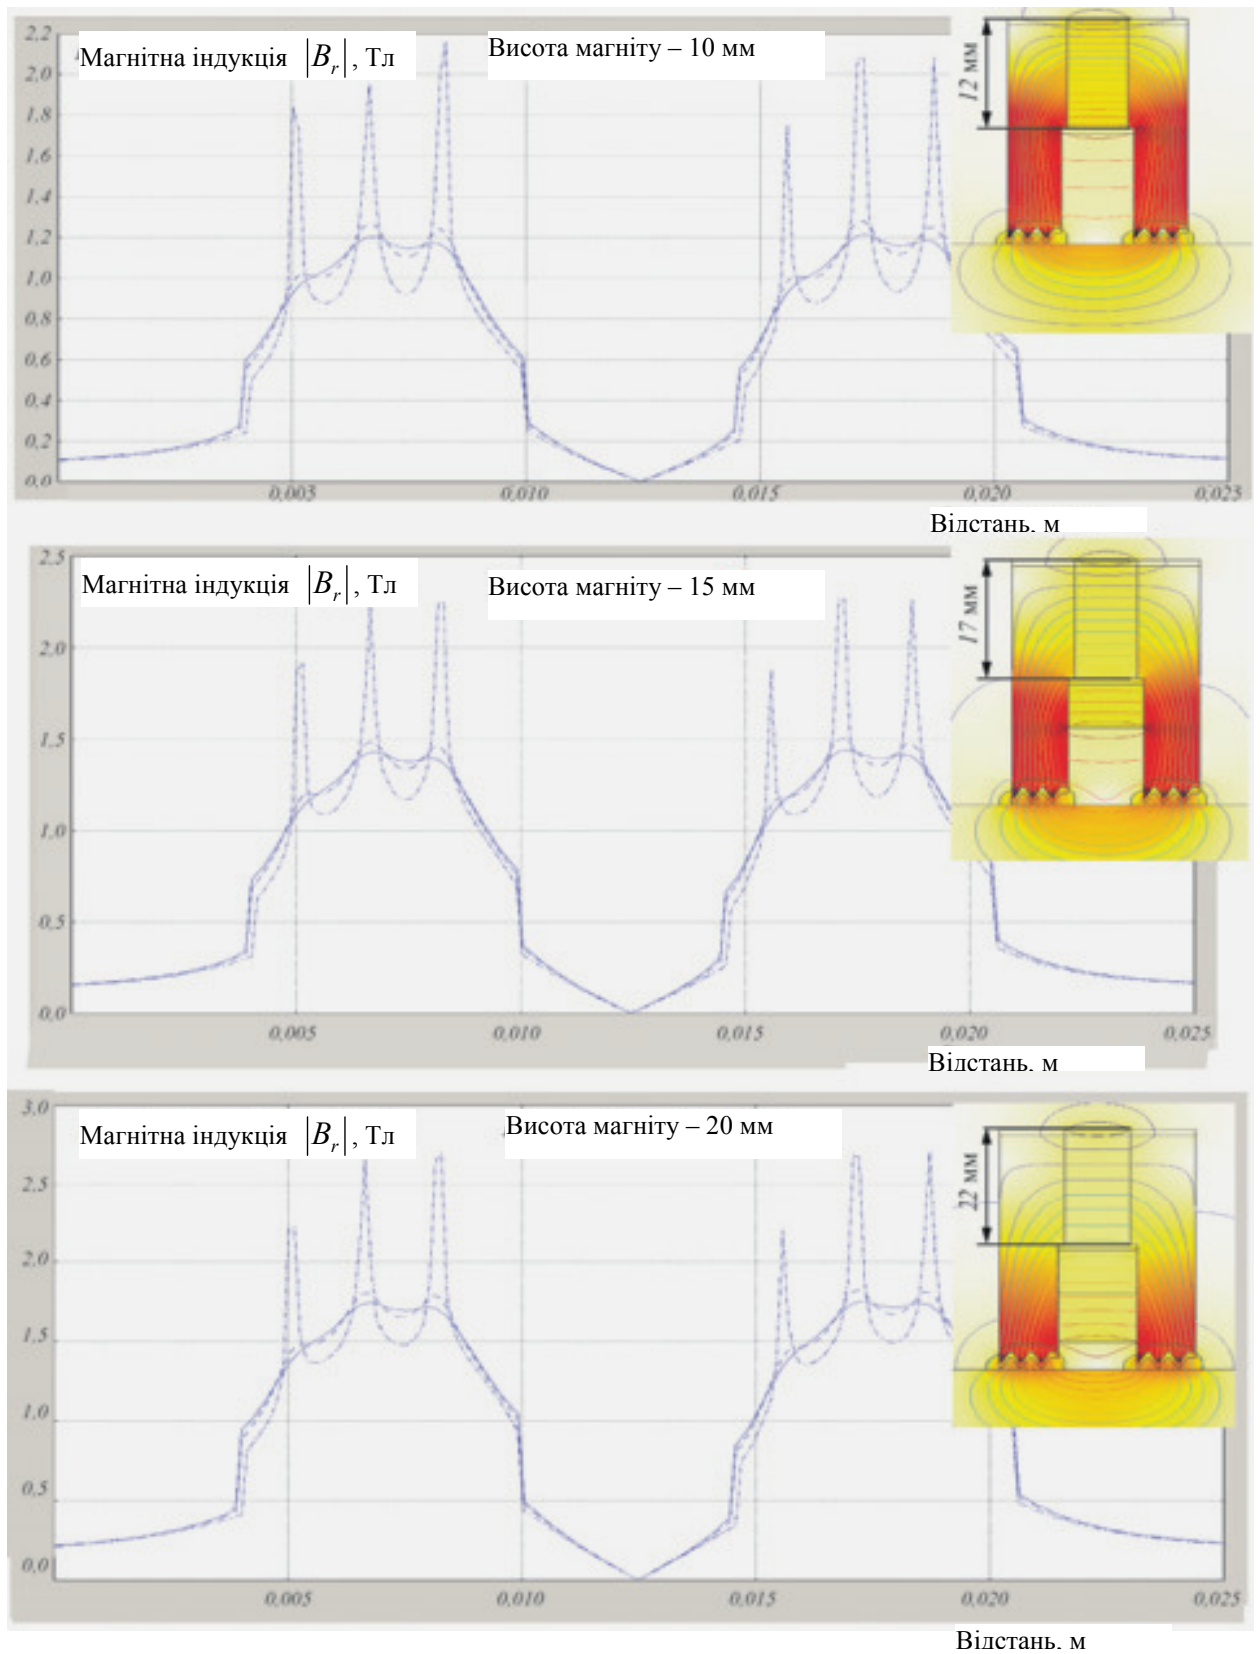 Магнітна індукція |B_r|, Тл
Висота магніту – 10 мм
12 мм
2,2
2,0
1,8
1,6
1,4
1,2
1,0
0,8
0,6
0,4
0,2
0,0
0,005 0,010 0,015 0,020 0,023
Відстань, м
Магнітна індукція |B_r|, Тл
Висота магніту – 15 мм
17 мм
2.5
2,0
1,5
1,0
0,5
0,0
0,005 0,010 0,015 0,020 0,025
Відстань, м
Магнітна індукція |B_r|, Тл
Висота магніту – 20 мм
22 мм
3,0
2,5
2,0
1,5
1,0
0,5
0,0
0,005 0,010 0,015 0,020 0,025
Відстань, м